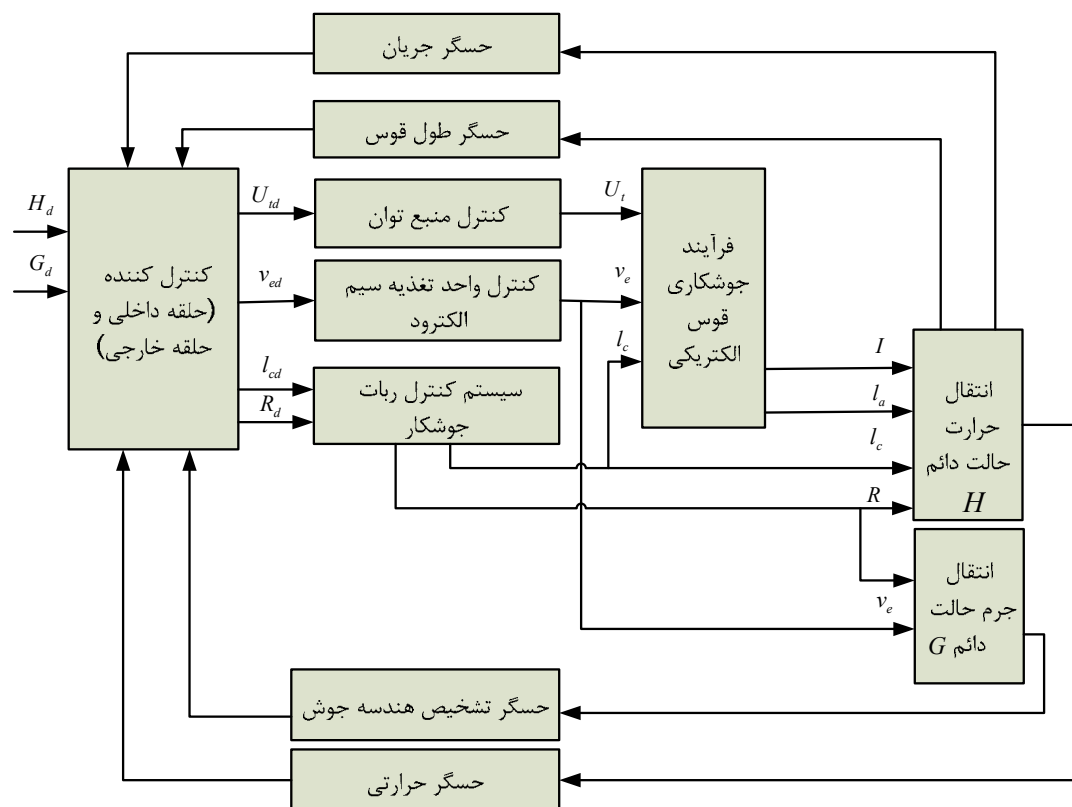 حسگر جریان
حسگر طول قوس
H_d
G_d
کنترل کننده
(حلقه داخلی و
حلقه خارجی)
U_td
v_ed
l_cd
R_d
کنترل منبع توان
کنترل واحد تغذیه سیم
الکترود
سیستم کنترل ربات
جوشکار
U_t
v_e
l_c
فرآیند
جوشکاری
قوس
الکتریکی
I
l_a
l_c
R
v_e
انتقال
حرارت
حالت دائم
H
انتقال
جرم حالت
دائم G
حسگر تشخیص هندسه جوش
حسگر حرارتی